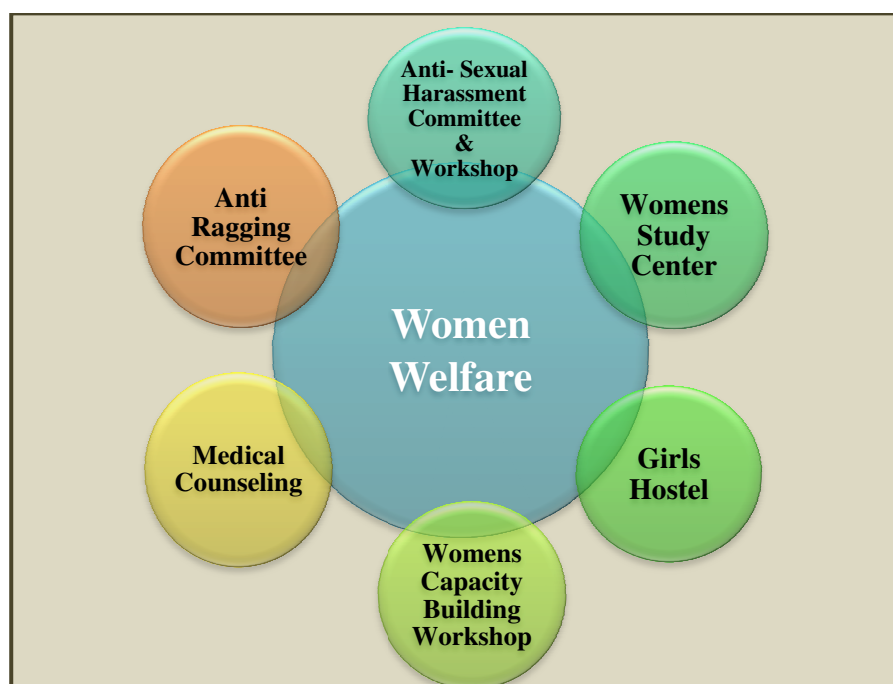 Anti- Sexual
Harassment
Committee
&
Workshop
Womens
Study
Center
Girls
Hostel
Womens
Capacity
Building
Workshop
Medical
Counseling
Anti
Ragging
Committee
Women
Welfare